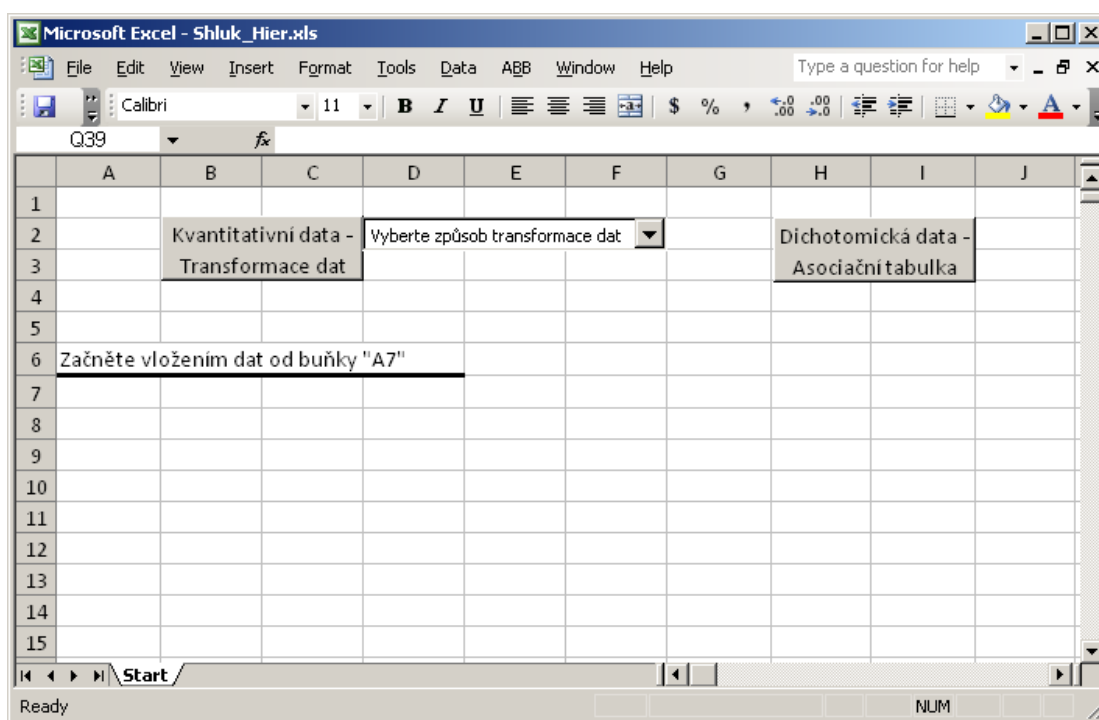 Microsoft Excel - Shluk_Hier.xls
File Edit View Insert Format Tools Data ABB Window Help Type a question for help
Calibri 11 B I U $ % , .00 .00 A
Q39 fx
A B C D E F G H I J
1
2 Kvantitativní data - Vyberte způsob transformace dat Dichotomická data -
3 Transformace dat Asociační tabulka
4
5
6 Začněte vložením dat od buňky "A7"
7
8
9
10
11
12
13
14
15
Start
Ready NUM